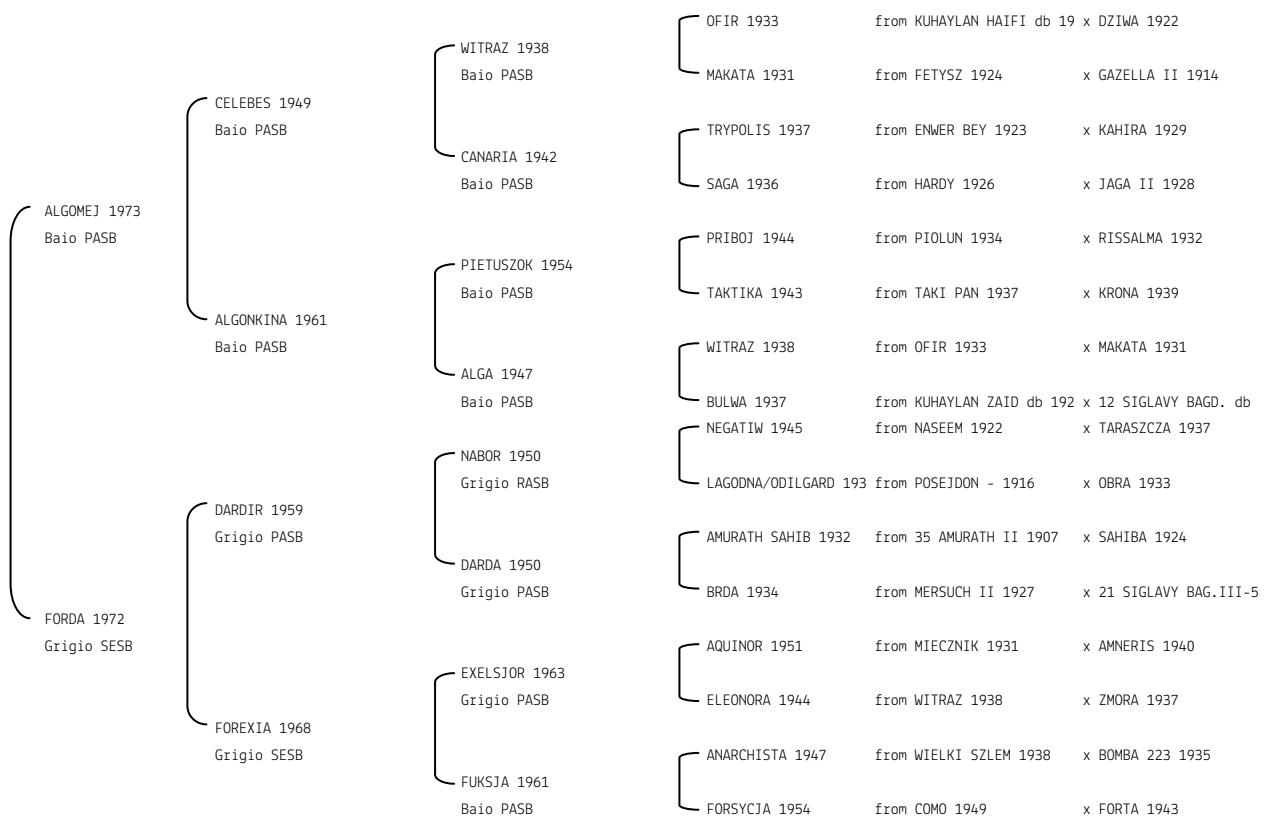 OFIR 1933 from KUHAYLAN HAIFI db 19 x DZIWA 1922
WITRAZ 1938
Baio PASB
MAKATA 1931 from FETYSZ 1924 x GAZELLA II 1914
CELEBES 1949
Baio PASB
TRYPOLIS 1937 from ENWER BEY 1923 x KAHIRA 1929
CANARIA 1942
Baio PASB
SAGA 1936 from HARDY 1926 x JAGA II 1928
ALGOMEJ 1973
Baio PASB
PRIBOJ 1944 from PIOLUN 1934 x RISSALMA 1932
PIETUSZOK 1954
Baio PASB
TAKTIKA 1943 from TAKI PAN 1937 x KRONA 1939
ALGONKINA 1961
Baio PASB
WITRAZ 1938 from OFIR 1933 x MAKATA 1931
ALGA 1947
Baio PASB
BULWA 1937 from KUHAYLAN ZAID db 192 x 12 SIGLAVY BAGD. db
NEGATIW 1945 from NASEEM 1922 x TARASZCZA 1937
NABOR 1950
Grigio RASB
LAGODNA/ODILGARD 193 from POSEJDON - 1916 x OBRA 1933
DARDIR 1959
Grigio PASB
AMURATH SAHIB 1932 from 35 AMURATH II 1907 x SAHIBA 1924
DARDA 1950
Grigio PASB
BRDA 1934 from MERSUCH II 1927 x 21 SIGLAVY BAG.III-5
FORDA 1972
Grigio SESB
AQUINOR 1951 from MIECZNIK 1931 x AMNERIS 1940
EXELSJOR 1963
Grigio PASB
ELEONORA 1944 from WITRAZ 1938 x ZMORA 1937
FOREXIA 1968
Grigio SESB
ANARCHISTA 1947 from WIELKI SZLEM 1938 x BOMBA 223 1935
FUKSJA 1961
Baio PASB
FORSYCJA 1954 from COMO 1949 x FORTA 1943